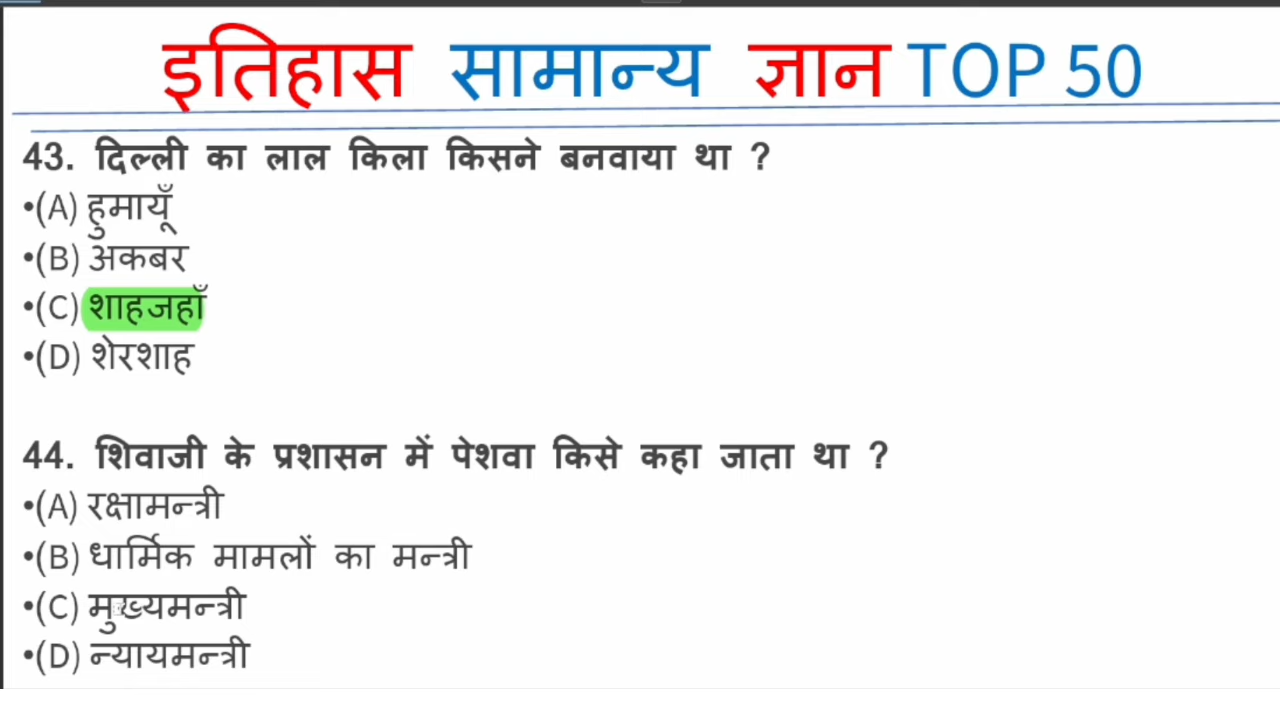 इतिहास सामान्य ज्ञान TOP 50
43. दिल्ली का लाल किला किसने बनवाया था ?
•(A) हुमायूँ
•(B) अकबर
•(C) शाहजहाँ
•(D) शेरशाह
44. शिवाजी के प्रशासन में पेशवा किसे कहा जाता था ?
•(A) रक्षामन्त्री
•(B) धार्मिक मामलों का मन्त्री
•(C) मुख्यमन्त्री
•(D) न्यायमन्त्री